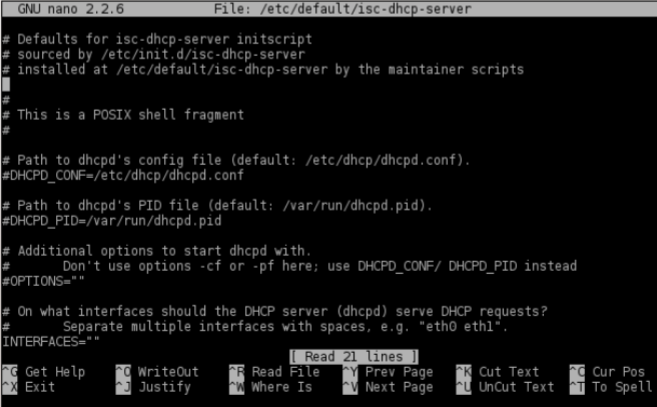 GNU nano 2.2.6 File: /etc/default/isc-dhcp-server
# Defaults for isc-dhcp-server initscript
# sourced by /etc/init.d/isc-dhcp-server
# installed at /etc/default/isc-dhcp-server by the maintainer scripts
#
# This is a POSIX shell fragment
#
# Path to dhcpd's config file (default: /etc/dhcp/dhcpd.conf).
#DHCPD_CONF=/etc/dhcp/dhcpd.conf
# Path to dhcpd's PID file (default: /var/run/dhcpd.pid).
#DHCPD_PID=/var/run/dhcpd.pid
# Additional options to start dhcpd with.
# Don't use options -cf or -pf here; use DHCPD_CONF/ DHCPD_PID instead
#OPTIONS=""
# On what interfaces should the DHCP server (dhcpd) serve DHCP requests?
# Separate multiple interfaces with spaces, e.g. "eth0 eth1".
INTERFACES=""
[ Read 21 lines ]
^G Get Help ^O WriteOut ^R Read File ^Y Prev Page ^K Cut Text ^C Cur Pos
^X Exit ^J Justify ^W Where Is ^V Next Page ^U UnCut Text ^T To Spell